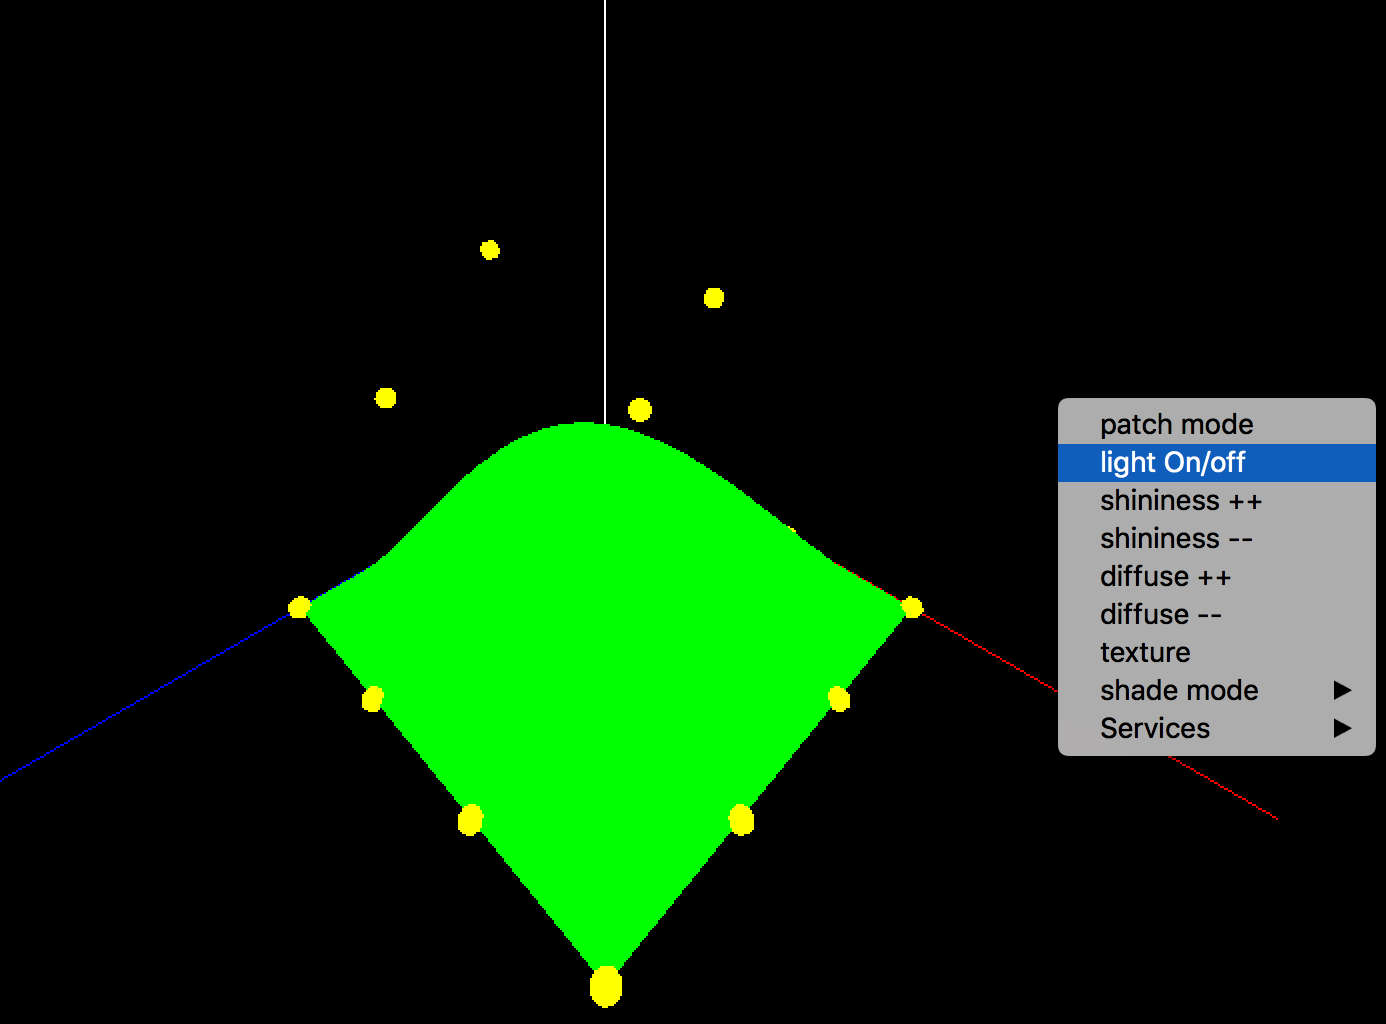 patch mode
light On/off
shininess ++
shininess --
diffuse ++
diffuse --
texture
shade mode
Services